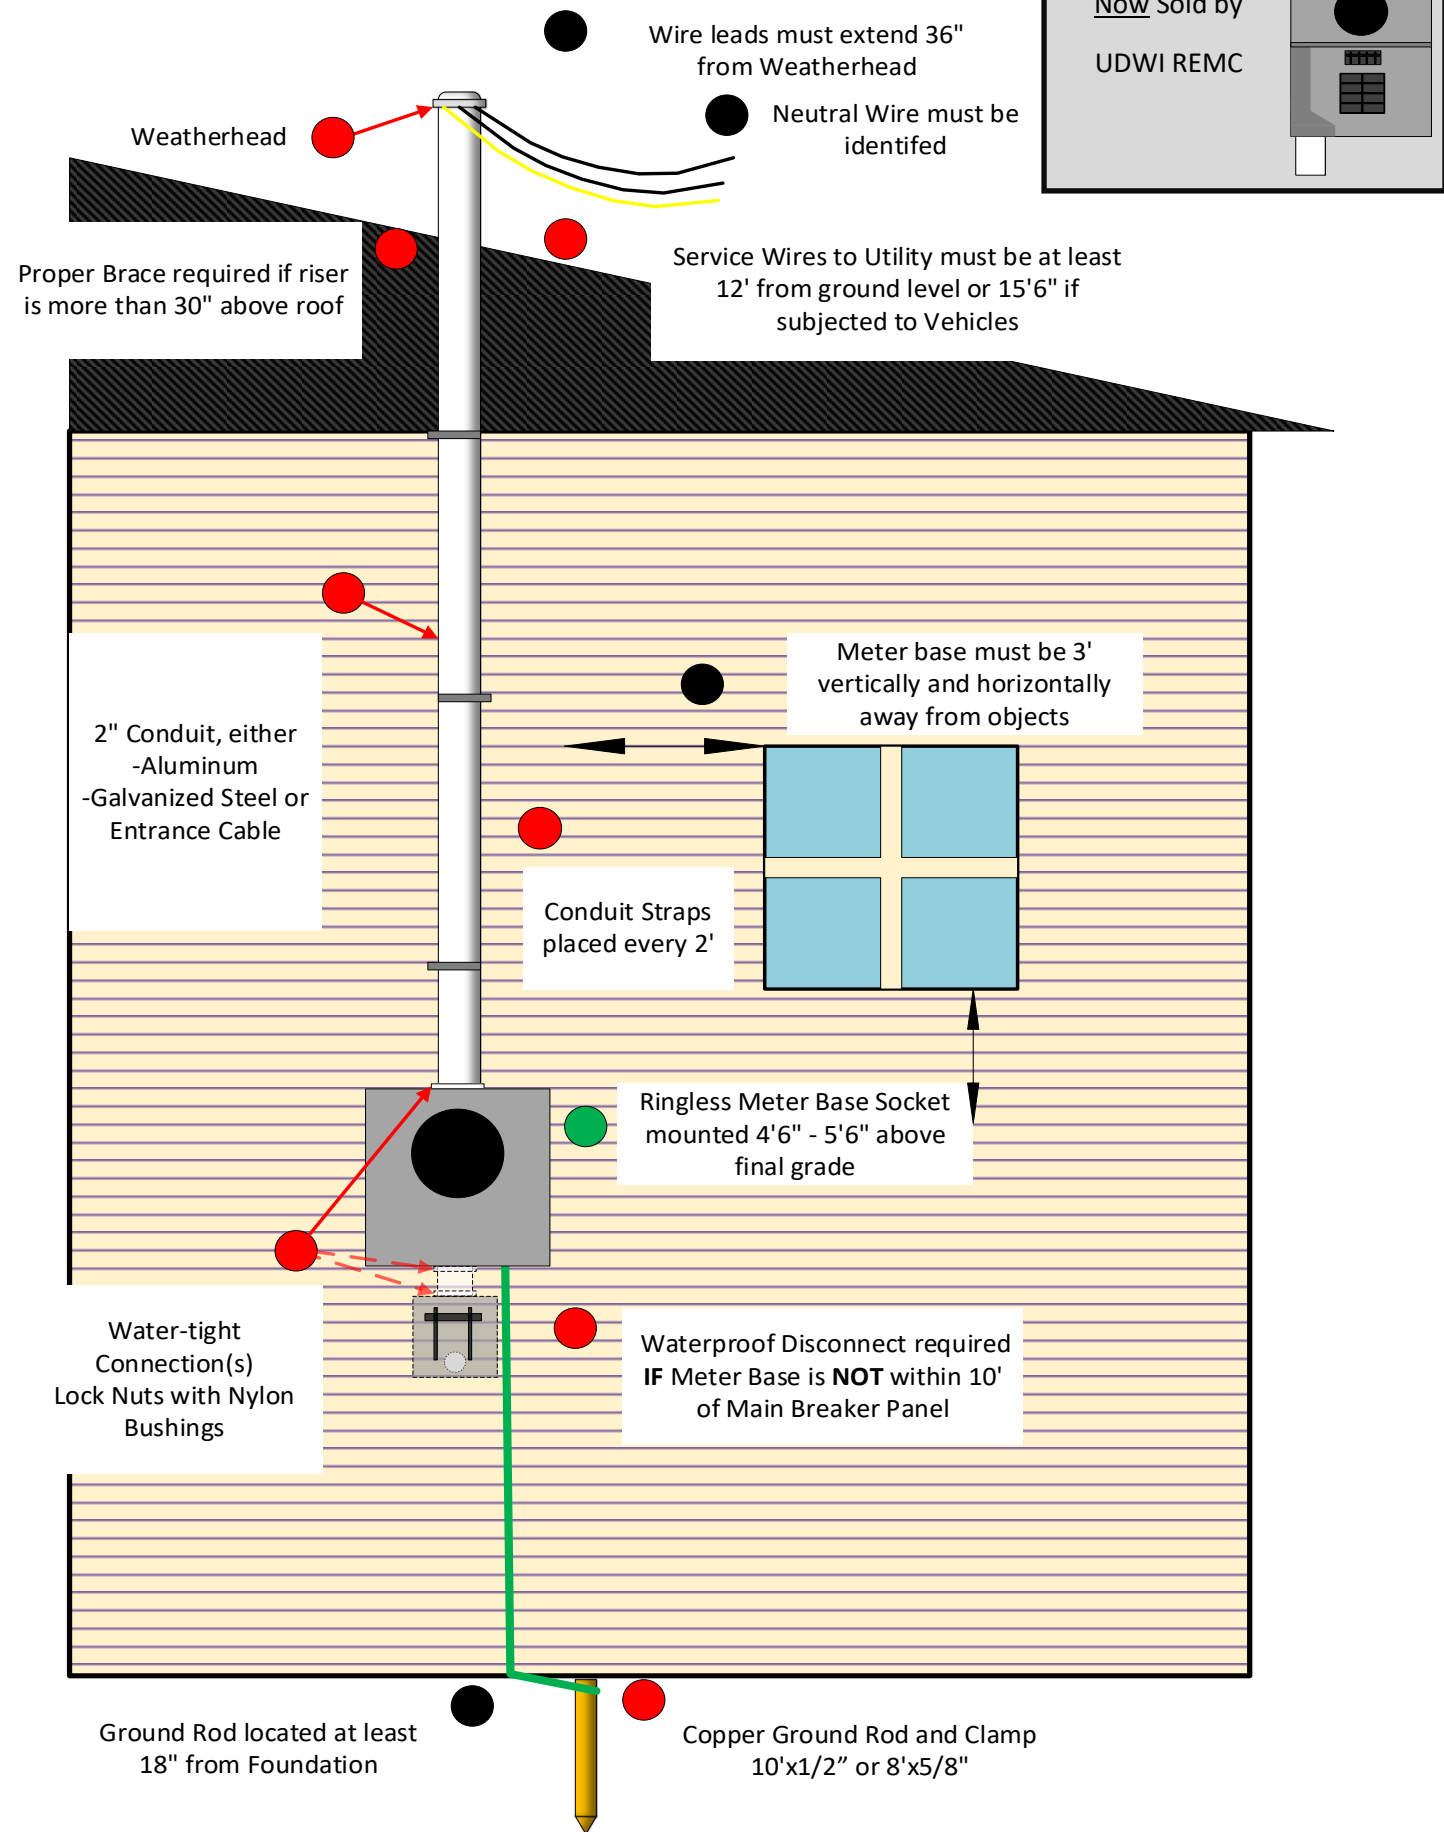 Now Sold by
UDWI REMC
Wire leads must extend 36"
from Weatherhead
Neutral Wire must be
identifed
Weatherhead
Proper Brace required if riser
is more than 30" above roof
Service Wires to Utility must be at least
12' from ground level or 15'6" if
subjected to Vehicles
Meter base must be 3'
vertically and horizontally
away from objects
2" Conduit, either
-Aluminum
-Galvanized Steel or
Entrance Cable
Conduit Straps
placed every 2'
Ringless Meter Base Socket
mounted 4'6" - 5'6" above
final grade
Water-tight
Connection(s)
Lock Nuts with Nylon
Bushings
Waterproof Disconnect required
IF Meter Base is NOT within 10'
of Main Breaker Panel
Ground Rod located at least
18" from Foundation
Copper Ground Rod and Clamp
10'x1/2” or 8'x5/8"